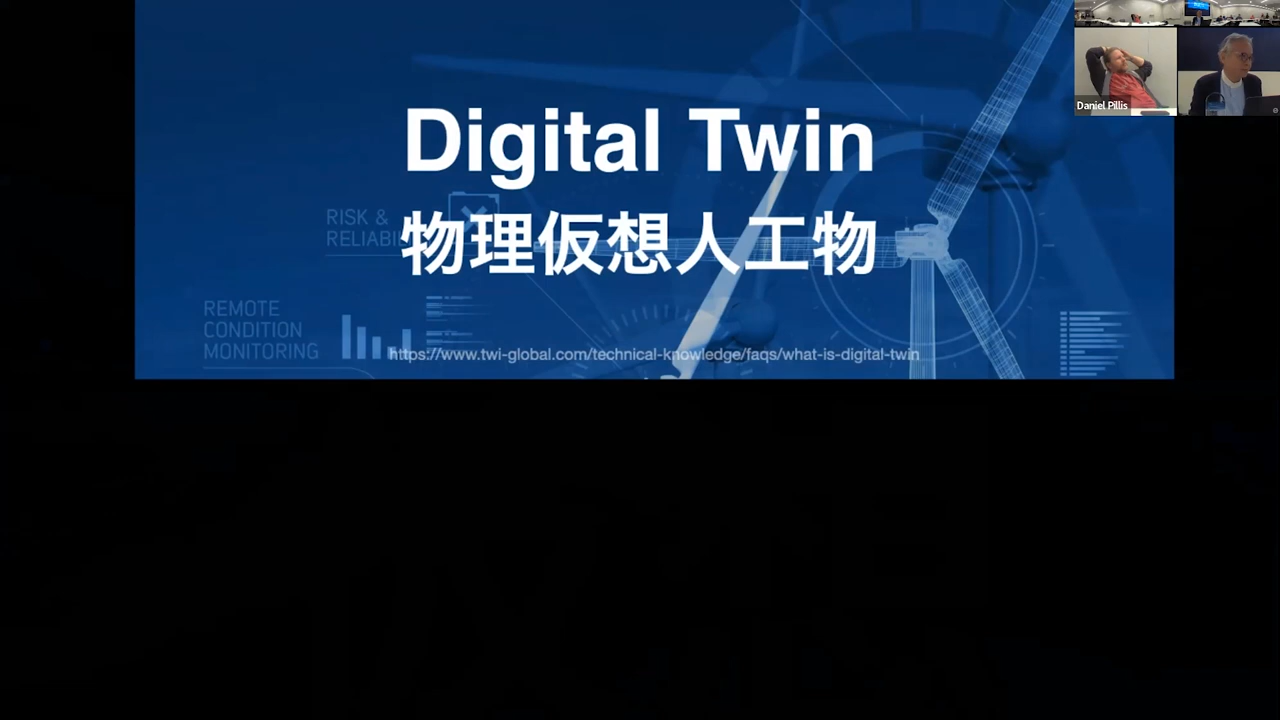 Digital Twin
物理仮想人工物
RISK &
RELIABI
REMOTE
CONDITION
MONITORING
https://www.twi-global.com/technical-knowledge/faqs/what-is-digital-twin
Daniel Pillis